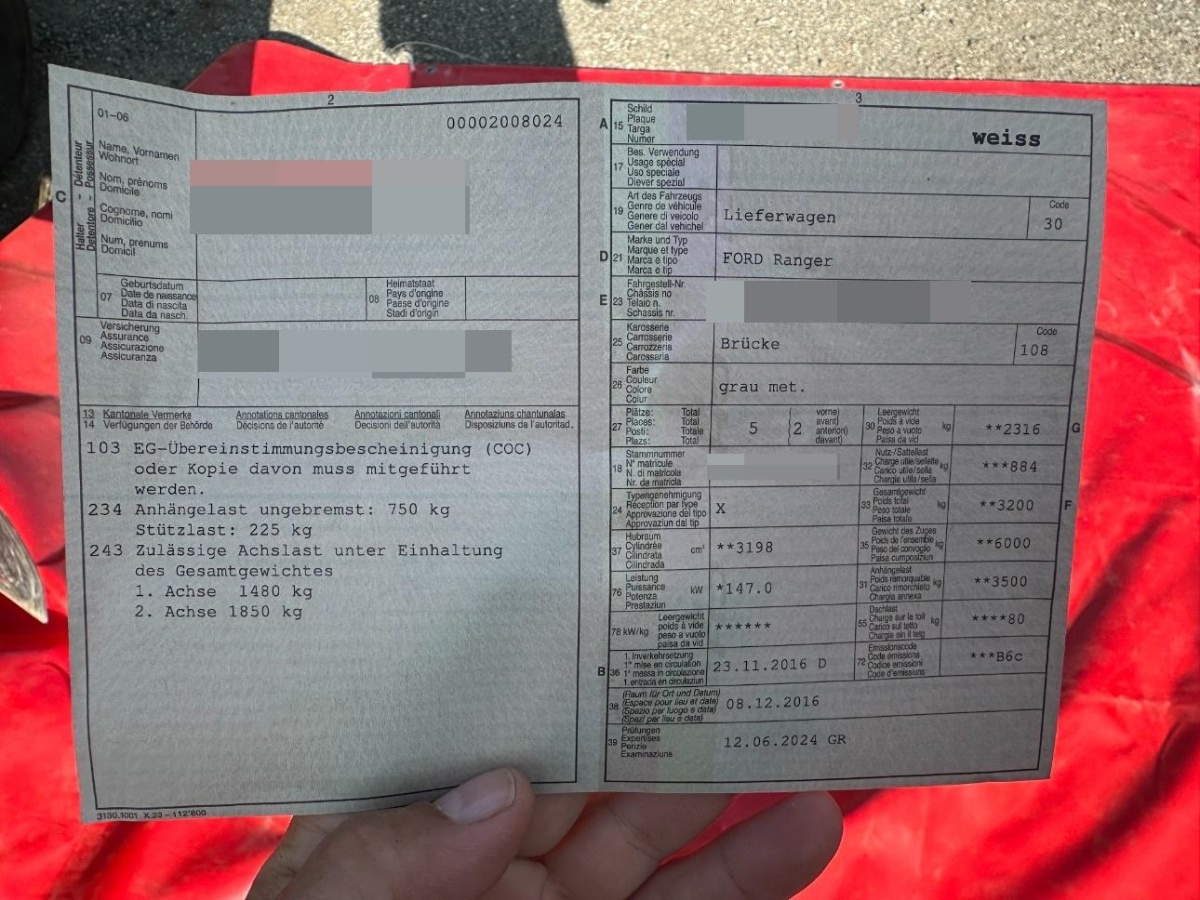 2
01-06
00002008024
C
Halter - Détenteur
Detentore - Possessur
Name, Vornamen
Wohnort
Nom, prénoms
Domicile
Cognome, nomi
Domicilio
Num, prenums
Domicil
07
Geburtsdatum
Date de naissance
Data di nascita
Data da nasch.
08
Heimatstaat
Pays d'origine
Paese d'origine
Stadi d'origin
09
Versicherung
Assurance
Assicurazione
Assicuranza
13 Kantonale Vermerke Annotations cantonales Annotazioni cantonali Annotaziuns chantunalas
14 Verfügungen der Behörde Décisions de l'autorité Decisioni dell'autorità Disposiziuns de l'autoritad.
103 EG-Übereinstimmungsbescheinigung (COC)
oder Kopie davon muss mitgeführt
werden.
234 Anhängelast ungebremst: 750 kg
Stützlast: 225 kg
243 Zulässige Achslast unter Einhaltung
des Gesamtgewichtes
1. Achse 1480 kg
2. Achse 1850 kg
3130.1001 X.23 – 112'600
3
A 15
Schild
Plaque
Targa
Numer
weiss
17
Bes. Verwendung
Usage spécial
Uso speciale
Diever spezial
19
Art des Fahrzeugs
Genre de véhicule
Genere di veicolo
Gener dal vehichel
Lieferwagen
Code
30
D 21
Marke und Typ
Marque et type
Marca e tipo
Marca e tip
FORD Ranger
E 23
Fahrgestell-Nr.
Châssis no
Telaio n.
Schassis nr.
25
Karosserie
Carrosserie
Carrozzeria
Carossaria
Brücke
Code
108
26
Farbe
Couleur
Colore
Colur
grau met.
27
Plätze: Total
Places: Total
Posti: Totale
Plazs: Total
5
(2
vorne)
avant)
anteriori)
davant)
30
Leergewicht
Poids à vide
Peso a vuoto
Paisa da vid
kg
**2316
G
18
Stammnummer
N° matricule
N. di matricola
Nr. da matricla
32
Nutz-/Sattellast
Charge utile/sellette
Carico utile/sella
Chargia utila/sella
kg
***884
24
Typengenehmigung
Réception par type
Approvazione del tipo
Approvaziun dal tip
X
33
Gesamtgewicht
Poids total
Peso totale
Paisa totala
kg
**3200
F
37
Hubraum
Cylindrée
Cilindrata
Cilindrada
cm³
**3198
35
Gewicht des Zuges
Poids de l'ensemble
Peso del convoglio
Paisa cumposiziun
kg
**6000
76
Leistung
Puissance
Potenza
Prestaziun
kW
*147.0
31
Anhängelast
Poids remorquable
Carico rimorchiato
Chargia annexa
kg
**3500
78 kW/kg
Leergewicht
poids à vide
peso a vuoto
paisa da vid
******
55
Dachlast
Charge sur le toit
Carico sul tetto
Chargia sin il tetg
kg
****80
B 36
1. Inverkehrsetzung
1re mise en circulation
1a messa in circolazione
1. entrada en circulaziun
23.11.2016 D
72
Emissionscode
Code émissions
Codice emissioni
Code d'emissiuns
***B6c
38
(Raum für Ort und Datum)
(Espace pour lieu et date)
(Spazio per luogo e data)
(Spazi per lieu e data)
08.12.2016
39
Prüfungen
Expertises
Perizie
Examinaziuns
12.06.2024 GR